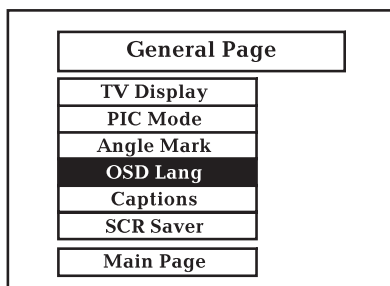 General Page
TV Display
PIC Mode
Angle Mark
OSD Lang
Captions
SCR Saver
Main Page